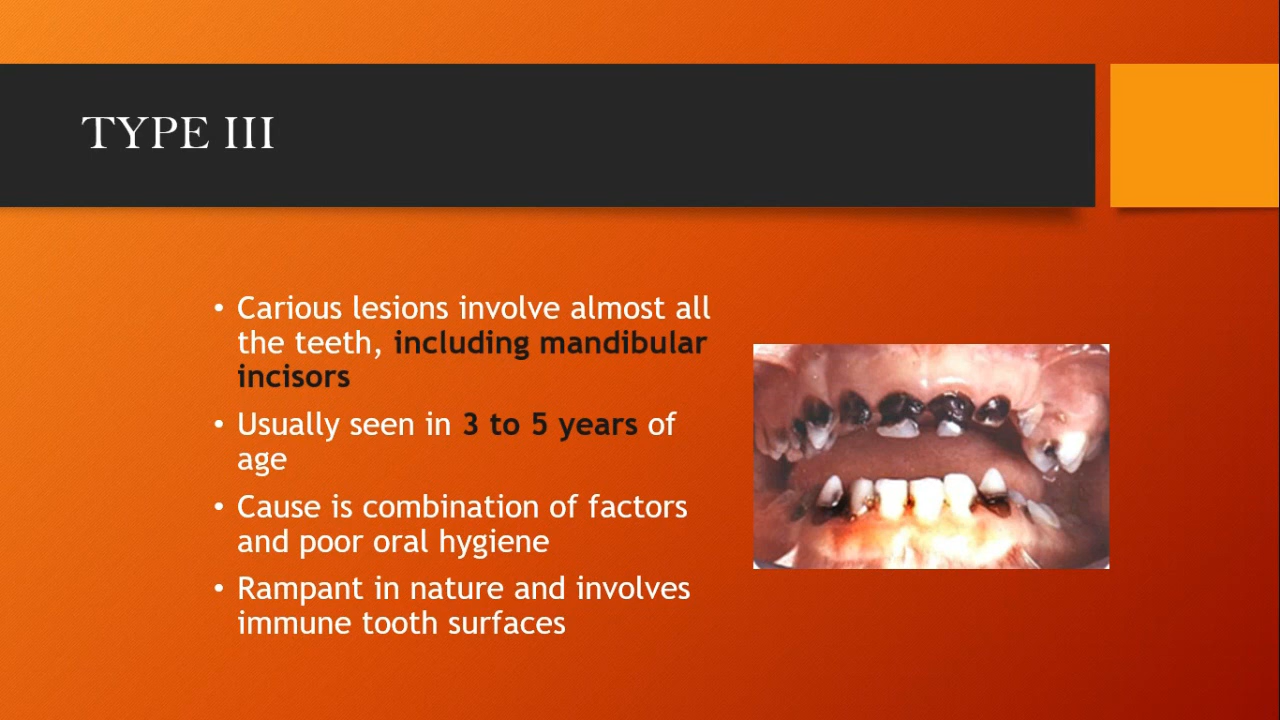 TYPE III
• Carious lesions involve almost all
the teeth, including mandibular
incisors
• Usually seen in 3 to 5 years of
age
• Cause is combination of factors
and poor oral hygiene
• Rampant in nature and involves
immune tooth surfaces